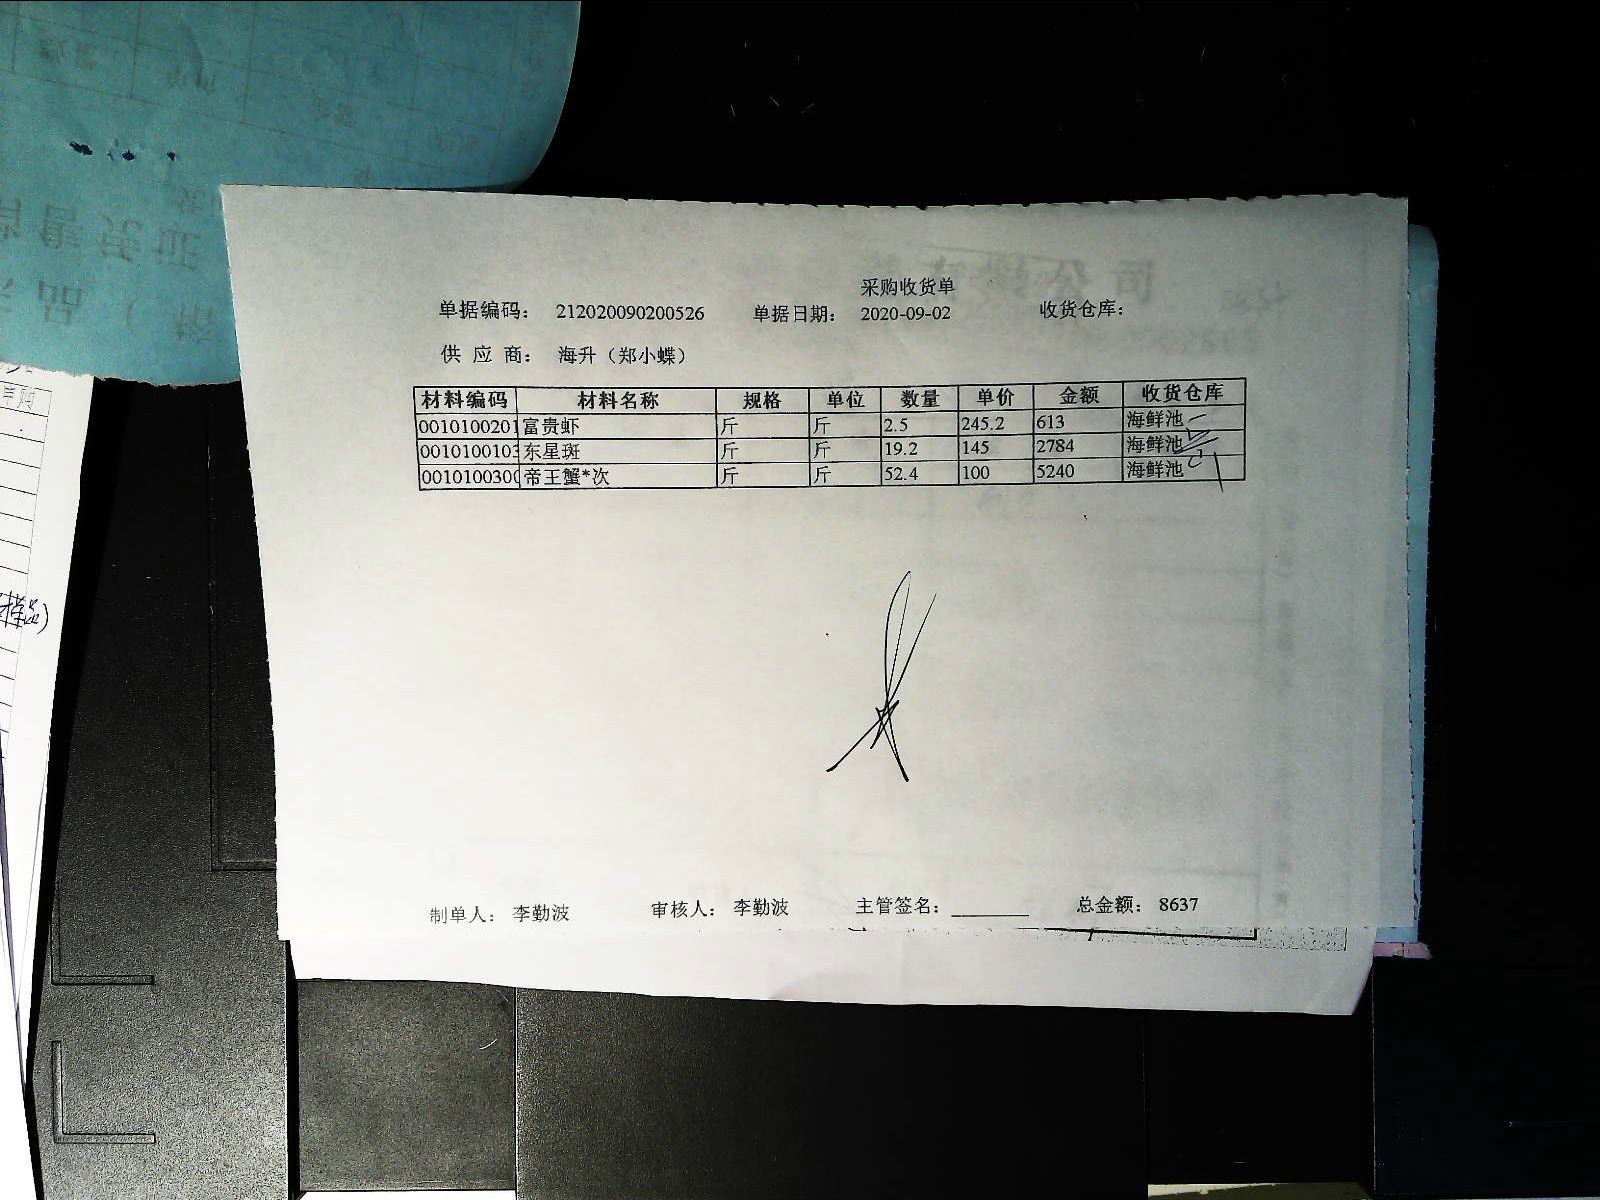 采购收货单
单据编码： 212020090200526 单据日期： 2020-09-02 收货仓库：
供 应 商： 海升（郑小蝶）
材料编码 材料名称 规格 单位 数量 单价 金额 收货仓库
0010100201 富贵虾 斤 斤 2.5 245.2 613 海鲜池
0010100103 东星斑 斤 斤 19.2 145 2784 海鲜池
001010030 帝王蟹*次 斤 斤 52.4 100 5240 海鲜池
制单人： 李勤波 审核人： 李勤波 主管签名： 总金额： 8637